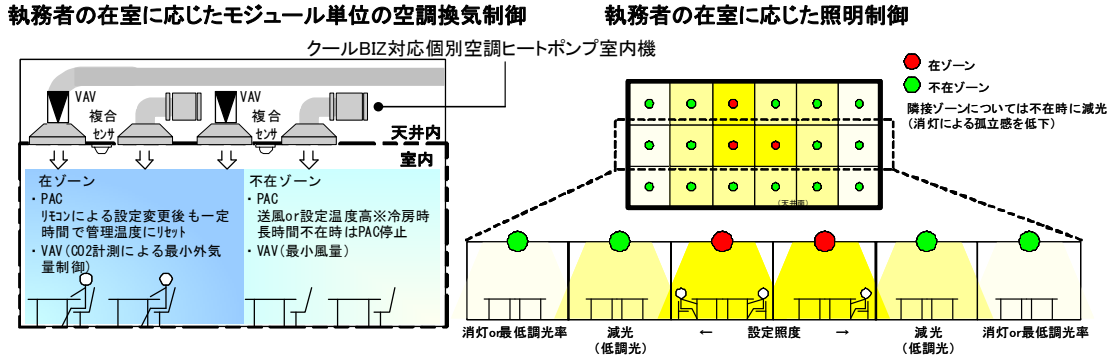 執務者の在室に応じたモジュール単位の空調換気制御
クールBIZ対応個別空調ヒートポンプ室内機
VAV
複合
センサ
VAV
複合
センサ
天井内
室内
在ゾーン
・PAC
リモコンによる設定変更後も一定
時間で管理温度にリセット
・VAV(CO2計測による最小外気
量制御)
不在ゾーン
・PAC
送風or設定温度高※冷房時
長時間不在時はPAC停止
・VAV(最小風量)
執務者の在室に応じた照明制御
在ゾーン
不在ゾーン
隣接ゾーンについては不在時に減光
(消灯による孤立感を低下)
消灯or最低調光率
減光
(低調光)
← 設定照度 →
減光
(低調光)
消灯or最低調光率